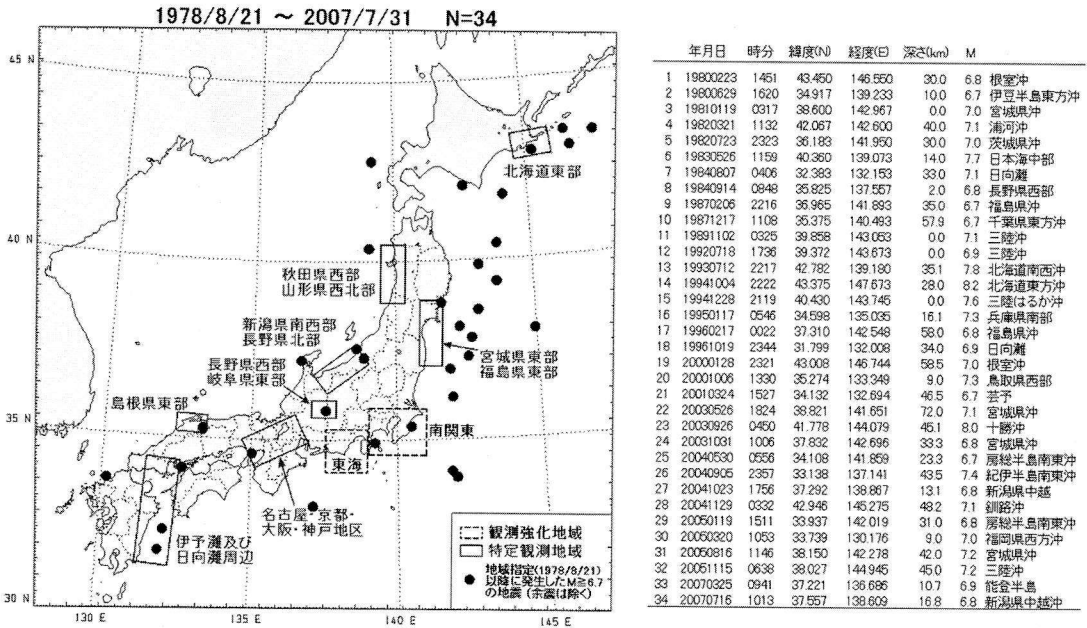 1978/8/21 ～ 2007/7/31 N=34
45 N
40 N
35 N
30 N
130 E
135 E
140 E
145 E
北海道東部
秋田県西部
山形県西北部
新潟県南西部
長野県北部
宮城県東部
福島県東部
長野県西部
岐阜県東部
島根県東部
南関東
東海
名古屋・京都・
大阪・神戸地区
伊予灘及び
日向灘周辺
観測強化地域
特定観測地域
地域指定(1978/8/21)
以降に発生したM≧6.7
の地震（余震は除く）
年月日 時分 緯度(N) 経度(E) 深さ(km) M
1 19800223 1451 43.450 146.550 30.0 6.8 根室沖
2 19800629 1620 34.917 139.233 10.0 6.7 伊豆半島東方沖
3 19810119 0317 38.600 142.967 0.0 7.0 宮城県沖
4 19820321 1132 42.067 142.600 40.0 7.1 浦河沖
5 19820723 2323 36.183 141.950 30.0 7.0 茨城県沖
6 19830526 1159 40.360 139.073 14.0 7.7 日本海中部
7 19840807 0406 32.383 132.153 33.0 7.1 日向灘
8 19840914 0848 35.825 137.557 2.0 6.8 長野県西部
9 19870206 2216 36.965 141.893 35.0 6.7 福島県沖
10 19871217 1108 35.375 140.493 57.9 6.7 千葉県東方沖
11 19891102 0325 39.858 143.053 0.0 7.1 三陸沖
12 19920718 1736 39.372 143.673 0.0 6.9 三陸沖
13 19930712 2217 42.782 139.180 35.1 7.8 北海道南西沖
14 19941004 2222 43.375 147.673 28.0 8.2 北海道東方沖
15 19941228 2119 40.430 143.745 0.0 7.6 三陸はるか沖
16 19950117 0546 34.598 135.035 16.1 7.3 兵庫県南部
17 19960217 0022 37.310 142.548 58.0 6.8 福島県沖
18 19961019 2344 31.799 132.008 34.0 6.9 日向灘
19 20000128 2321 43.008 146.744 58.5 7.0 根室沖
20 20001006 1330 35.274 133.349 9.0 7.3 鳥取県西部
21 20010324 1527 34.132 132.694 46.5 6.7 芸予
22 20030526 1824 38.821 141.651 72.0 7.1 宮城県沖
23 20030926 0450 41.778 144.079 45.1 8.0 十勝沖
24 20031031 1006 37.832 142.696 33.3 6.8 宮城県沖
25 20040530 0556 34.108 141.859 23.3 6.7 房総半島南東沖
26 20040905 2357 33.138 137.141 43.5 7.4 紀伊半島南東沖
27 20041023 1756 37.292 138.867 13.1 6.8 新潟県中越
28 20041129 0332 42.946 145.275 48.2 7.1 釧路沖
29 20050119 1511 33.937 142.019 31.0 6.8 房総半島南東沖
30 20050320 1053 33.739 130.176 9.0 7.0 福岡県西方沖
31 20050816 1146 38.150 142.278 42.0 7.2 宮城県沖
32 20051115 0638 38.027 144.945 45.0 7.2 三陸沖
33 20070325 0941 37.221 136.686 10.7 6.9 能登半島
34 20070716 1013 37.557 138.609 16.8 6.8 新潟県中越沖